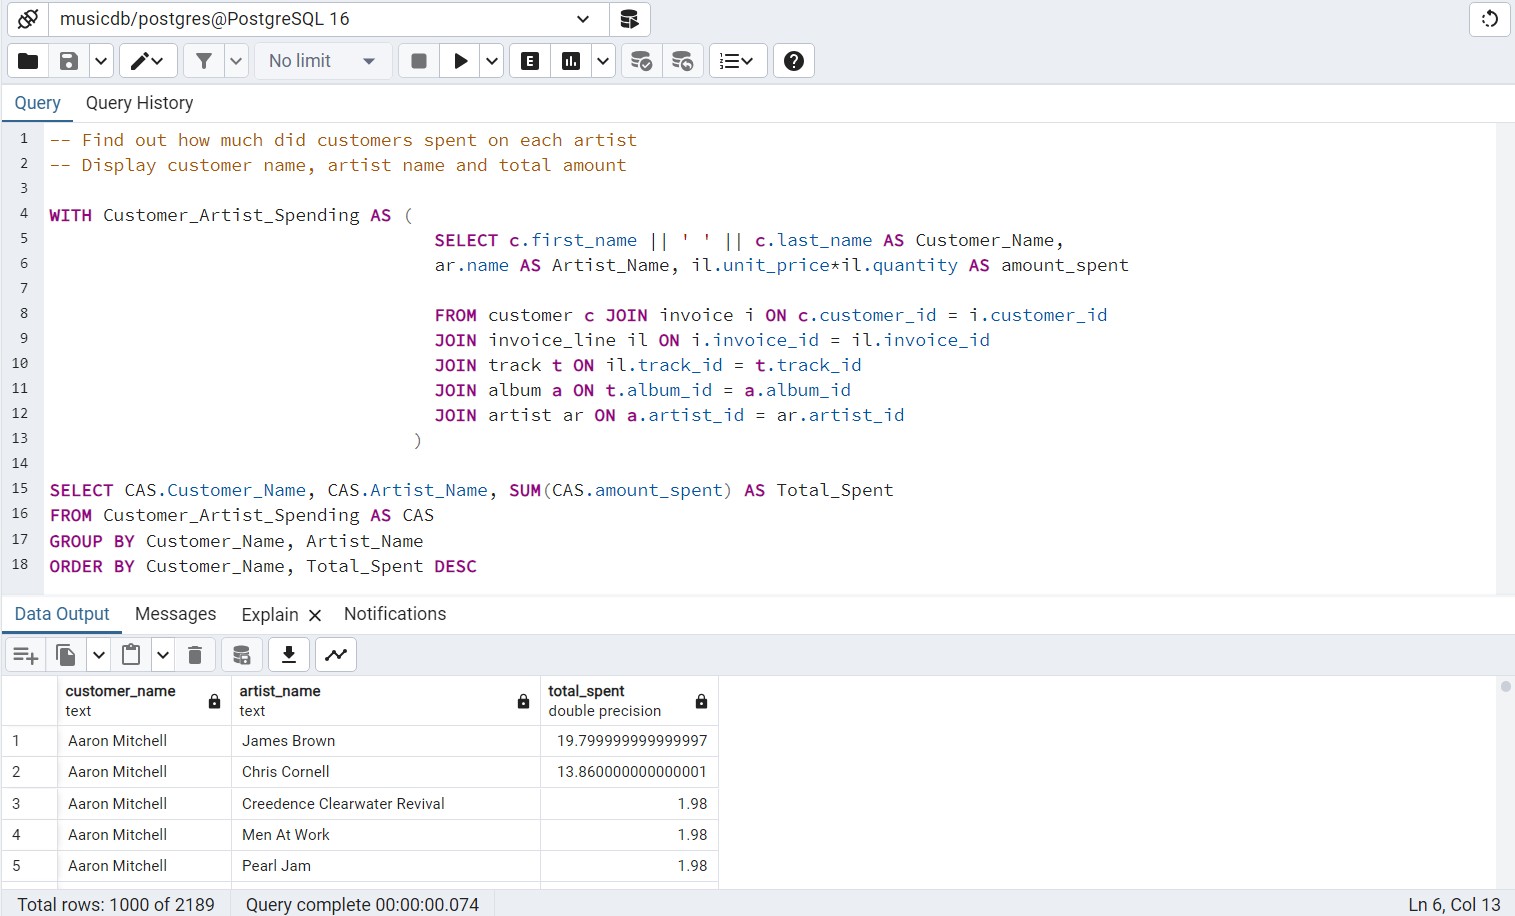 musicdb/postgres@PostgreSQL 16
No limit
E
Query Query History
1 -- Find out how much did customers spent on each artist
2 -- Display customer name, artist name and total amount
3
4 WITH Customer_Artist_Spending AS (
5 SELECT c.first_name || ' ' || c.last_name AS Customer_Name,
6 ar.name AS Artist_Name, il.unit_price*il.quantity AS amount_spent
7
8 FROM customer c JOIN invoice i ON c.customer_id = i.customer_id
9 JOIN invoice_line il ON i.invoice_id = il.invoice_id
10 JOIN track t ON il.track_id = t.track_id
11 JOIN album a ON t.album_id = a.album_id
12 JOIN artist ar ON a.artist_id = ar.artist_id
13 )
14
15 SELECT CAS.Customer_Name, CAS.Artist_Name, SUM(CAS.amount_spent) AS Total_Spent
16 FROM Customer_Artist_Spending AS CAS
17 GROUP BY Customer_Name, Artist_Name
18 ORDER BY Customer_Name, Total_Spent DESC
Data Output Messages Explain Notifications
customer_name artist_name total_spent
text text double precision
1 Aaron Mitchell James Brown 19.799999999999997
2 Aaron Mitchell Chris Cornell 13.860000000000001
3 Aaron Mitchell Creedence Clearwater Revival 1.98
4 Aaron Mitchell Men At Work 1.98
5 Aaron Mitchell Pearl Jam 1.98
Total rows: 1000 of 2189 Query complete 00:00:00.074 Ln 6, Col 13